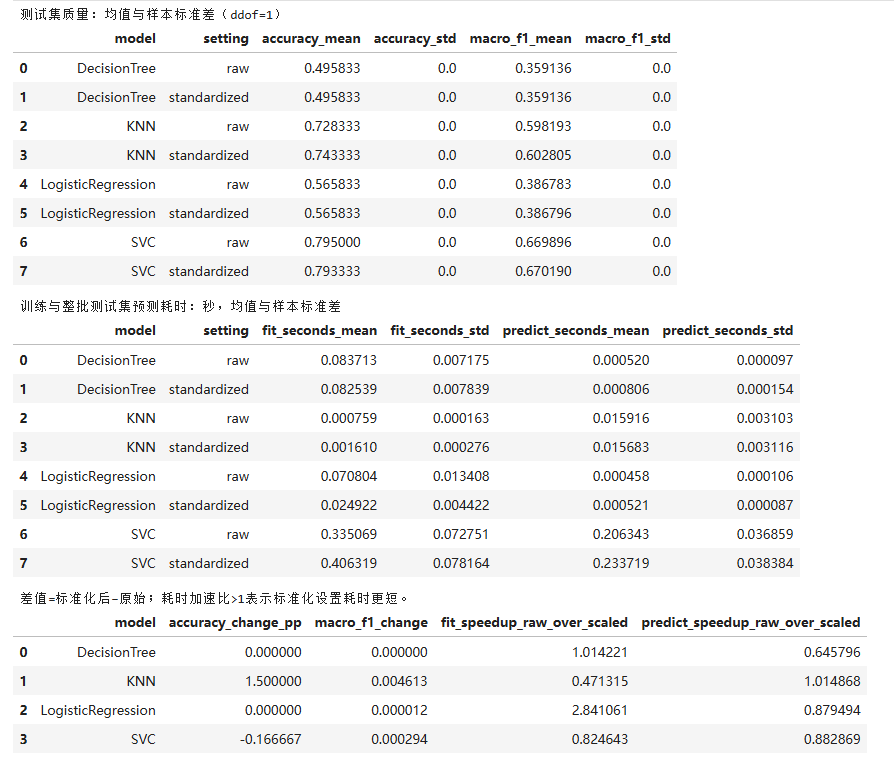 测试集质量：均值与样本标准差（ddof=1）
model setting accuracy_mean accuracy_std macro_f1_mean macro_f1_std
0 DecisionTree raw 0.495833 0.0 0.359136 0.0
1 DecisionTree standardized 0.495833 0.0 0.359136 0.0
2 KNN raw 0.728333 0.0 0.598193 0.0
3 KNN standardized 0.743333 0.0 0.602805 0.0
4 LogisticRegression raw 0.565833 0.0 0.386783 0.0
5 LogisticRegression standardized 0.565833 0.0 0.386796 0.0
6 SVC raw 0.795000 0.0 0.669896 0.0
7 SVC standardized 0.793333 0.0 0.670190 0.0
训练与整批测试集预测耗时：秒，均值与样本标准差
model setting fit_seconds_mean fit_seconds_std predict_seconds_mean predict_seconds_std
0 DecisionTree raw 0.083713 0.007175 0.000520 0.000097
1 DecisionTree standardized 0.082539 0.007839 0.000806 0.000154
2 KNN raw 0.000759 0.000163 0.015916 0.003103
3 KNN standardized 0.001610 0.000276 0.015683 0.003116
4 LogisticRegression raw 0.070804 0.013408 0.000458 0.000106
5 LogisticRegression standardized 0.024922 0.004422 0.000521 0.000087
6 SVC raw 0.335069 0.072751 0.206343 0.036859
7 SVC standardized 0.406319 0.078164 0.233719 0.038384
差值=标准化后-原始；耗时加速比>1表示标准化设置耗时更短。
model accuracy_change_pp macro_f1_change fit_speedup_raw_over_scaled predict_speedup_raw_over_scaled
0 DecisionTree 0.000000 0.000000 1.014221 0.645796
1 KNN 1.500000 0.004613 0.471315 1.014868
2 LogisticRegression 0.000000 0.000012 2.841061 0.879494
3 SVC -0.166667 0.000294 0.824643 0.882869